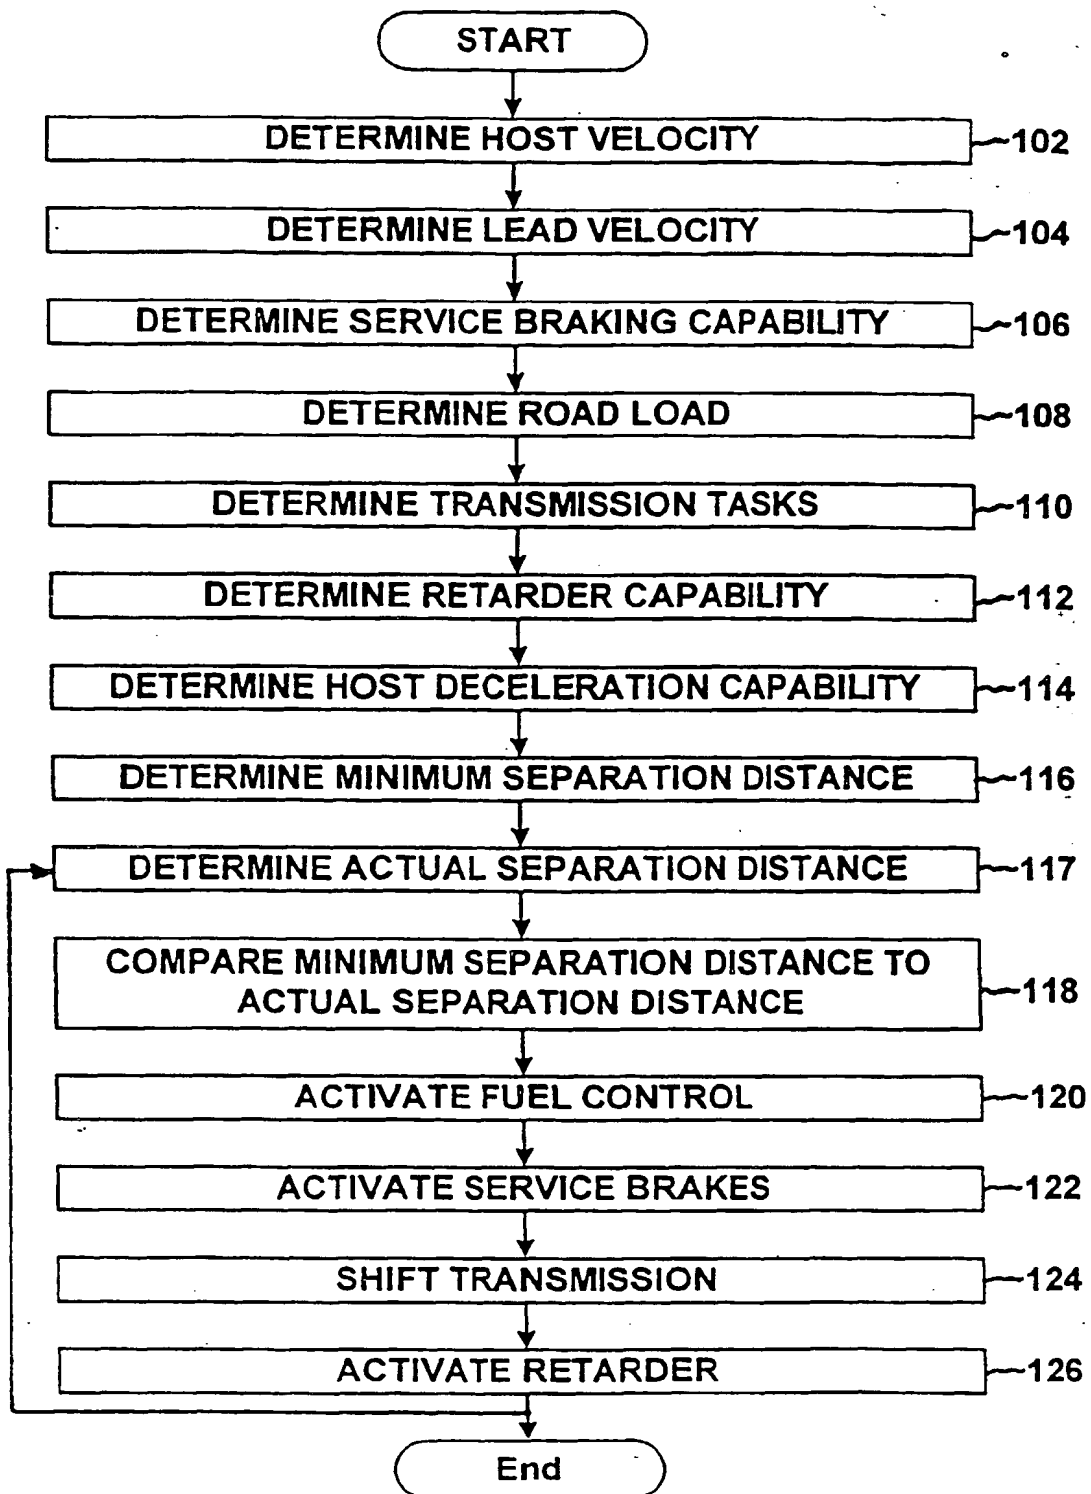 START
DETERMINE HOST VELOCITY 102
DETERMINE LEAD VELOCITY 104
DETERMINE SERVICE BRAKING CAPABILITY 106
DETERMINE ROAD LOAD 108
DETERMINE TRANSMISSION TASKS 110
DETERMINE RETARDER CAPABILITY 112
DETERMINE HOST DECELERATION CAPABILITY 114
DETERMINE MINIMUM SEPARATION DISTANCE 116
DETERMINE ACTUAL SEPARATION DISTANCE 117
COMPARE MINIMUM SEPARATION DISTANCE TO
ACTUAL SEPARATION DISTANCE 118
ACTIVATE FUEL CONTROL 120
ACTIVATE SERVICE BRAKES 122
SHIFT TRANSMISSION 124
ACTIVATE RETARDER 126
End